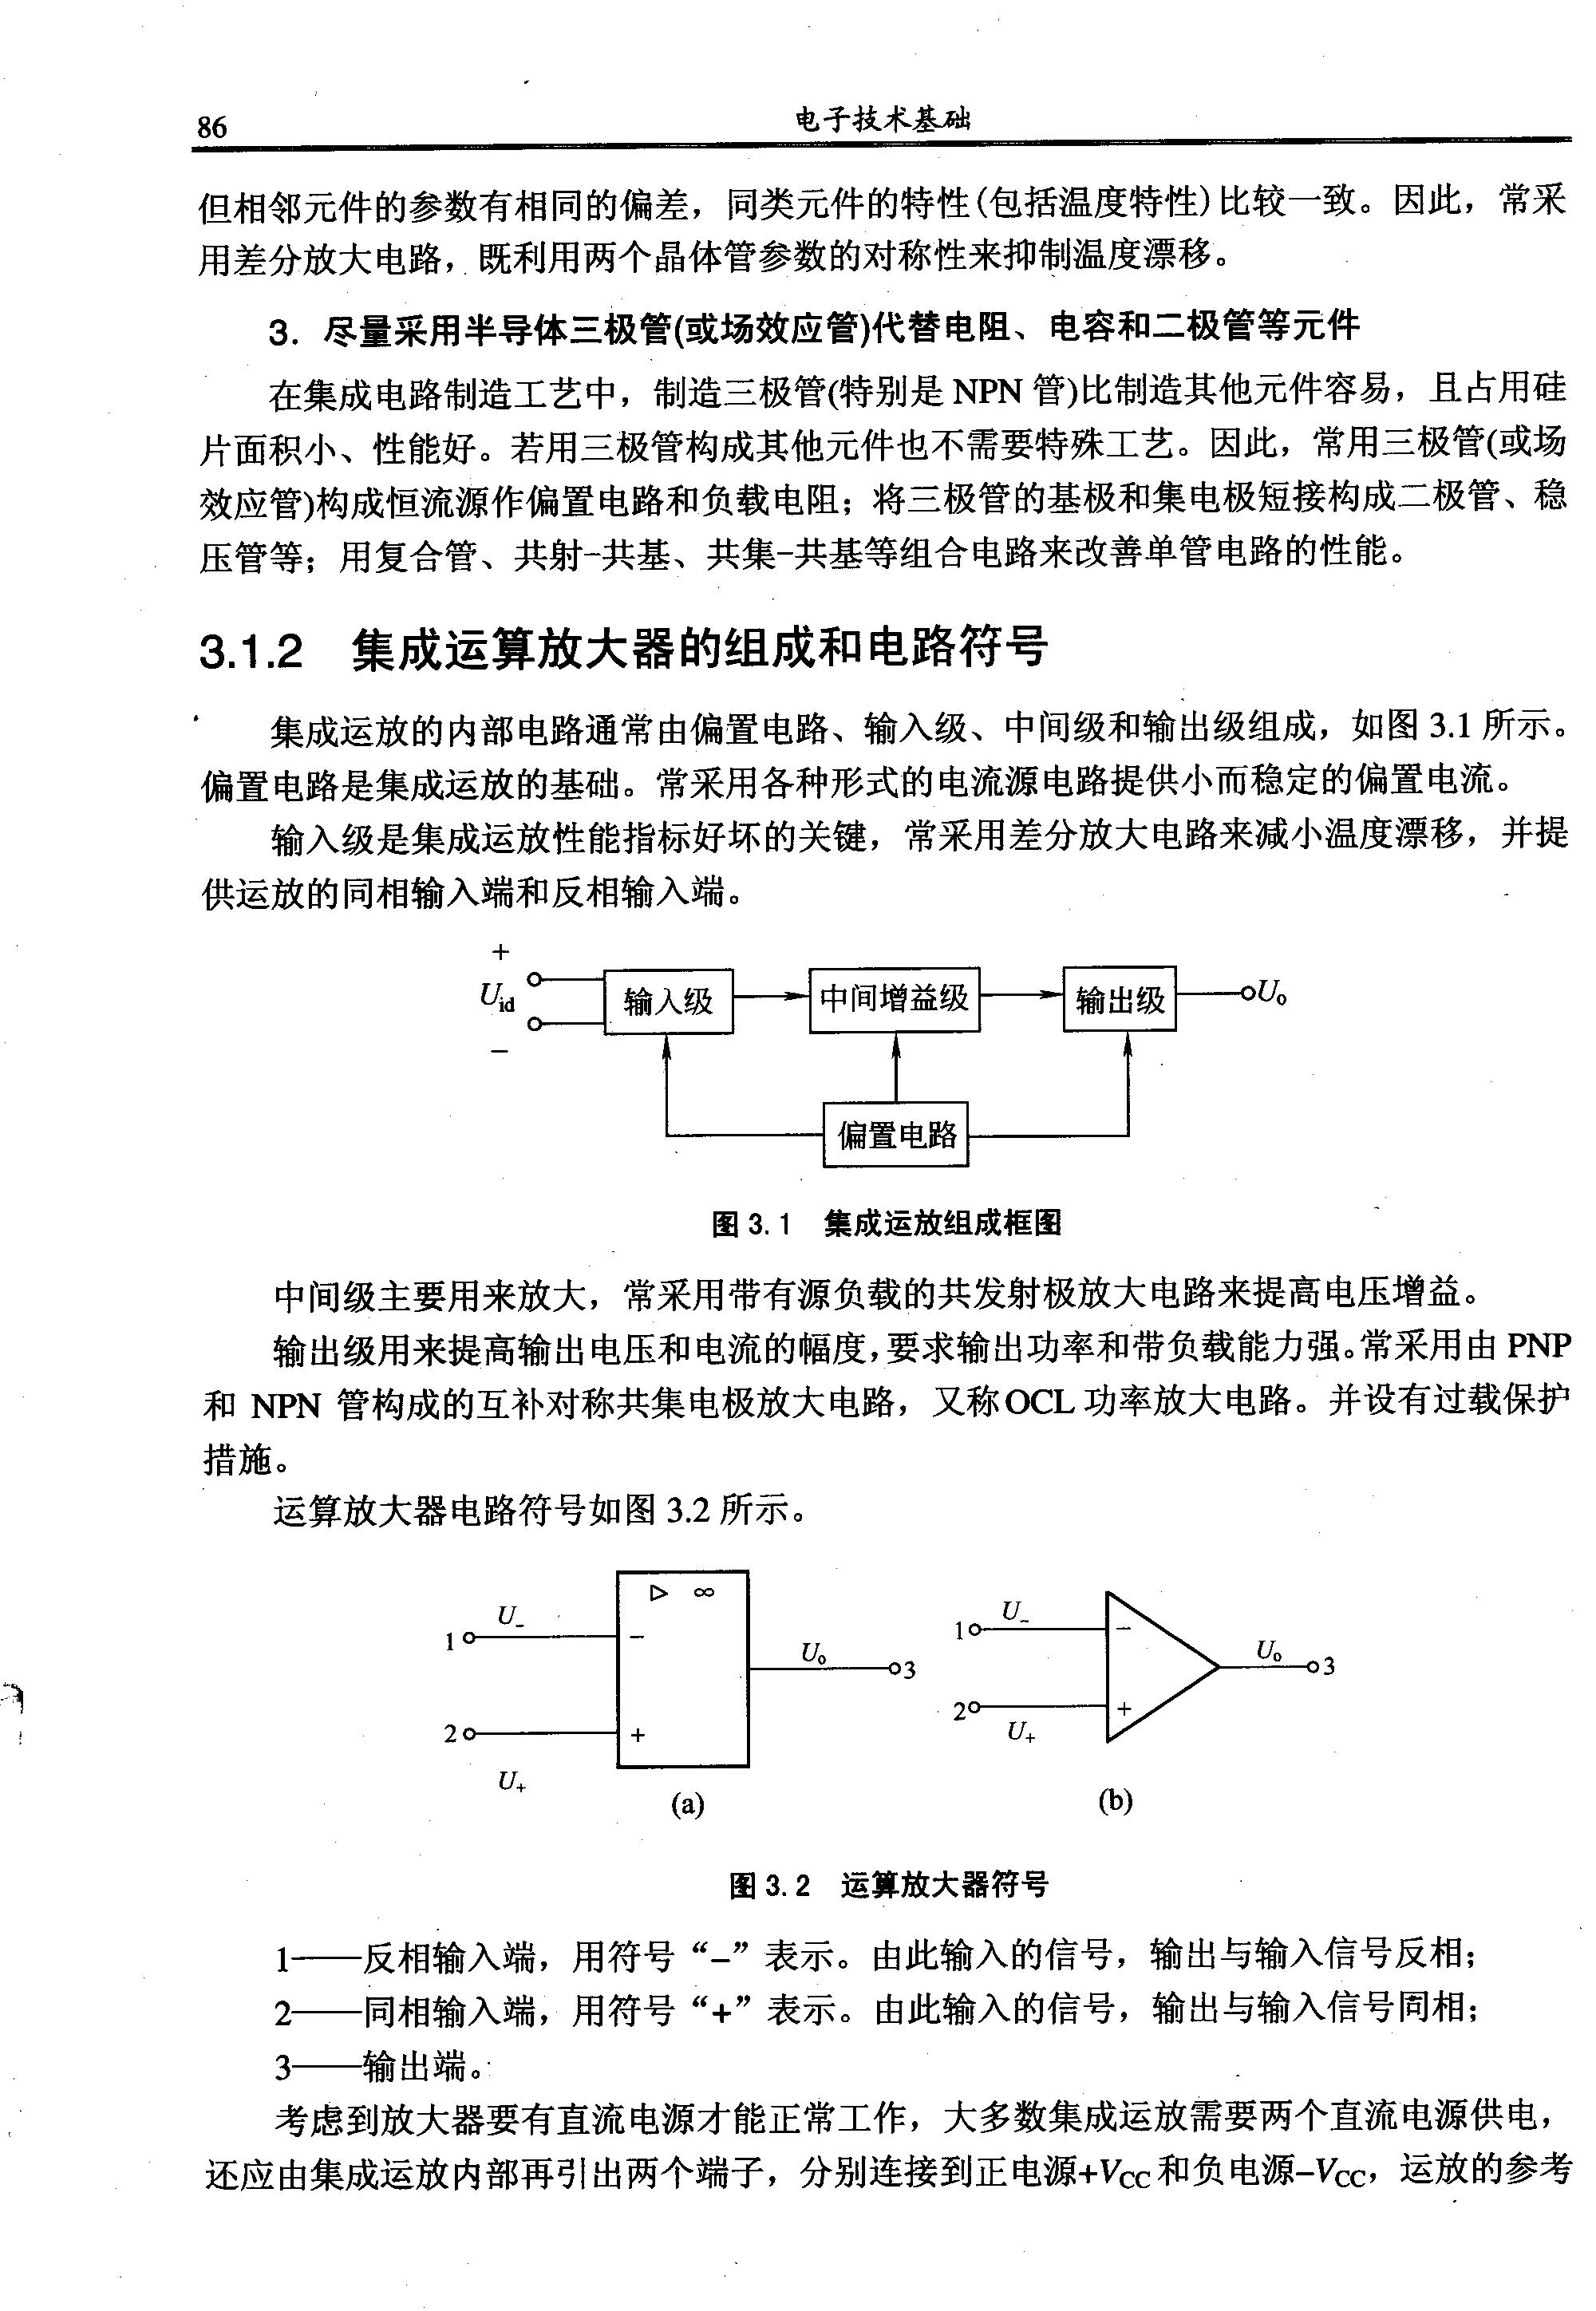 86
电子技术基础
但相邻元件的参数有相同的偏差，同类元件的特性(包括温度特性)比较一致。因此，常采
用差分放大电路，既利用两个晶体管参数的对称性来抑制温度漂移。
3．尽量采用半导体三极管(或场效应管)代替电阻、电容和二极管等元件
在集成电路制造工艺中，制造三极管(特别是 NPN 管)比制造其他元件容易，且占用硅
片面积小、性能好。若用三极管构成其他元件也不需要特殊工艺。因此，常用三极管(或场
效应管)构成恒流源作偏置电路和负载电阻；将三极管的基极和集电极短接构成二极管、稳
压管等；用复合管、共射-共基、共集-共基等组合电路来改善单管电路的性能。
3.1.2 集成运算放大器的组成和电路符号
集成运放的内部电路通常由偏置电路、输入级、中间级和输出级组成，如图 3.1 所示。
偏置电路是集成运放的基础。常采用各种形式的电流源电路提供小而稳定的偏置电流。
输入级是集成运放性能指标好坏的关键，常采用差分放大电路来减小温度漂移，并提
供运放的同相输入端和反相输入端。
+
Uid
−
输入级
中间增益级
输出级
Uo
偏置电路
图 3.1 集成运放组成框图
中间级主要用来放大，常采用带有源负载的共发射极放大电路来提高电压增益。
输出级用来提高输出电压和电流的幅度，要求输出功率和带负载能力强。常采用由 PNP
和 NPN 管构成的互补对称共集电极放大电路，又称 OCL 功率放大电路。并设有过载保护
措施。
运算放大器电路符号如图 3.2 所示。
▷ ∞
1 U− −
Uo 3
2 +
U+
(a)
1 U− −
Uo 3
2 +
U+
(b)
图 3.2 运算放大器符号
1——反相输入端，用符号“−”表示。由此输入的信号，输出与输入信号反相；
2——同相输入端，用符号“+”表示。由此输入的信号，输出与输入信号同相；
3——输出端。
考虑到放大器要有直流电源才能正常工作，大多数集成运放需要两个直流电源供电，
还应由集成运放内部再引出两个端子，分别连接到正电源+VCC 和负电源−VCC，运放的参考